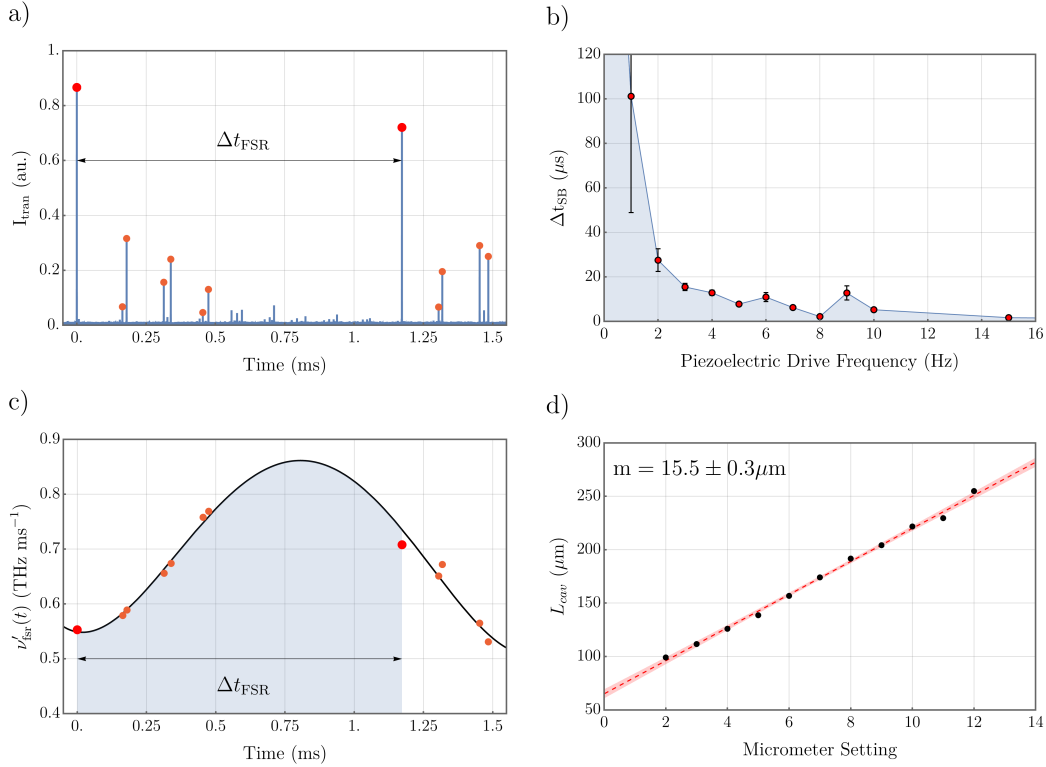 a)
1.
0.8
0.6
0.4
0.2
0.
I_tran (au.)
Δt_FSR
0. 0.25 0.5 0.75 1. 1.25 1.5
Time (ms)
b)
120
100
80
60
40
20
0
Δt_SB (μs)
0 2 4 6 8 10 12 14 16
Piezoelectric Drive Frequency (Hz)
c)
0.9
0.8
0.7
0.6
0.5
0.4
ν′_fsr(t) (THz ms⁻¹)
Δt_FSR
0. 0.25 0.5 0.75 1. 1.25 1.5
Time (ms)
d)
300
250
200
150
100
50
L_cav (μm)
m = 15.5 ± 0.3μm
0 2 4 6 8 10 12 14
Micrometer Setting